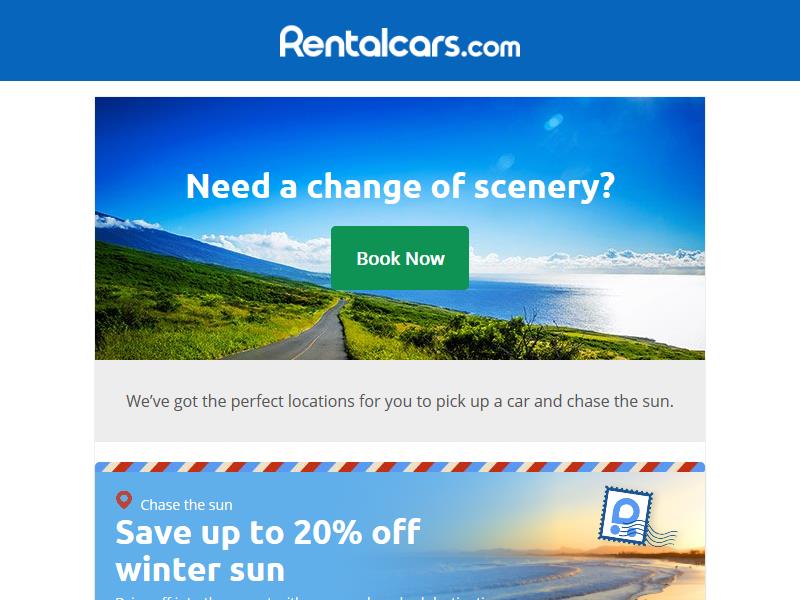 Rentalcars.com
Need a change of scenery?
Book Now
We've got the perfect locations for you to pick up a car and chase the sun.
Chase the sun
Save up to 20% off
winter sun